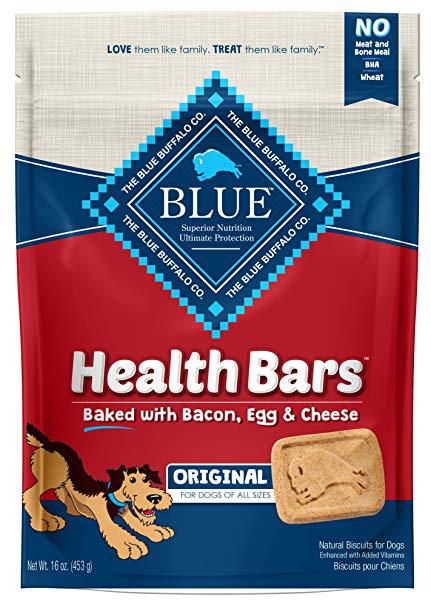 LOVE them like family. TREAT them like family.™
NO
Meat and
Bone Meal
BHA
Wheat
THE BLUE BUFFALO CO.
THE BLUE BUFFALO CO.
BLUE™
Superior Nutrition
Ultimate Protection
THE BLUE BUFFALO CO.
THE BLUE BUFFALO CO.
Health Bars™
Baked with Bacon, Egg & Cheese
ORIGINAL
FOR DOGS OF ALL SIZES
Natural Biscuits for Dogs
Enhanced with Added Vitamins
Biscuits pour Chiens
Net Wt. 16 oz. (453 g)